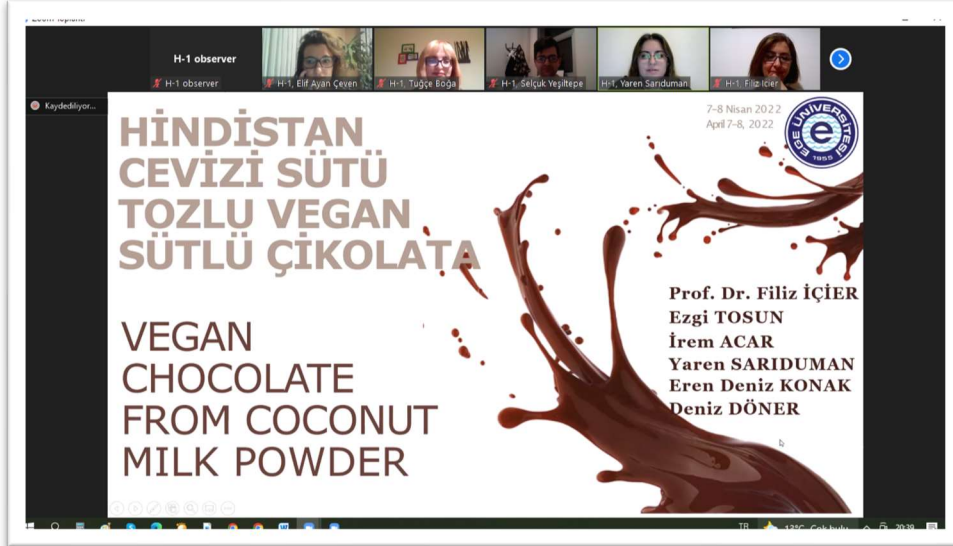 H-1 observer
H-1 observer
H-1, Elif Ayan Çeven
H-1, Tuğçe Boğa
H-1, Selçuk Yeşiltepe
H-1, Yaren Sarıduman
H-1, Filiz Icier
Kaydediliyor...
7-8 Nisan 2022
April 7-8, 2022
EGE ÜNİVERSİTESİ
e
1955
HİNDİSTAN
CEVİZİ SÜTÜ
TOZLU VEGAN
SÜTLÜ ÇİKOLATA
Prof. Dr. Filiz İÇİER
Ezgi TOSUN
İrem ACAR
Yaren SARIDUMAN
Eren Deniz KONAK
Deniz DÖNER
VEGAN
CHOCOLATE
FROM COCONUT
MILK POWDER
TR
13°C Çok bulu
20:39